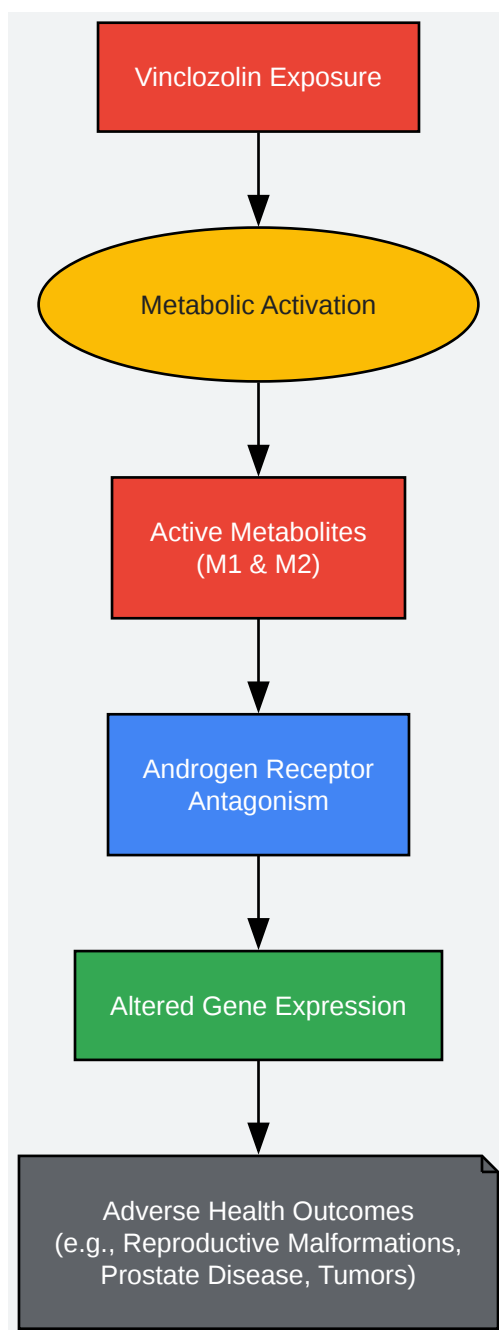 Vinclozolin Exposure
Metabolic Activation
Active Metabolites
(M1 & M2)
Androgen Receptor
Antagonism
Altered Gene Expression
Adverse Health Outcomes
(e.g., Reproductive Malformations,
Prostate Disease, Tumors)